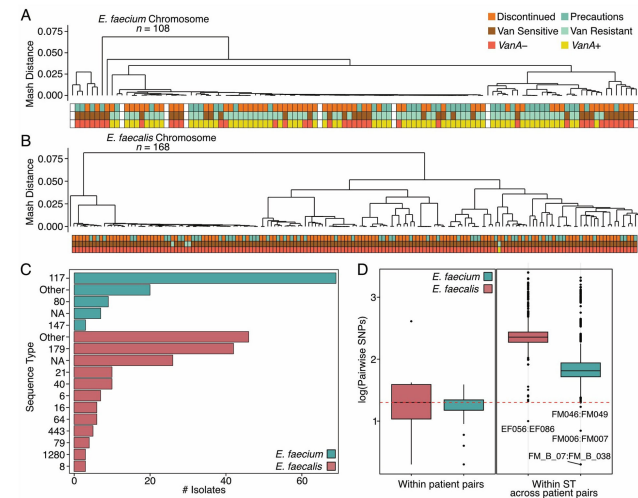 A
E. faecium Chromosome
n = 108
Discontinued
Precautions
Van Sensitive
Van Resistant
VanA−
VanA+
Mash Distance
0.075
0.050
0.025
0.000
B
E. faecalis Chromosome
n = 168
Mash Distance
0.075
0.050
0.025
0.000
C
Sequence Type
117
Other
80
NA
147
Other
179
NA
21
40
6
16
64
443
79
1280
8
E. faecium
E. faecalis
0
20
40
60
# Isolates
D
E. faecium
E. faecalis
log(Pairwise SNPs)
3
2
1
EF056:EF086
FM046:FM049
FM006:FM007
FM_B_07:FM_B_038
Within patient pairs
Within ST
across patient pairs